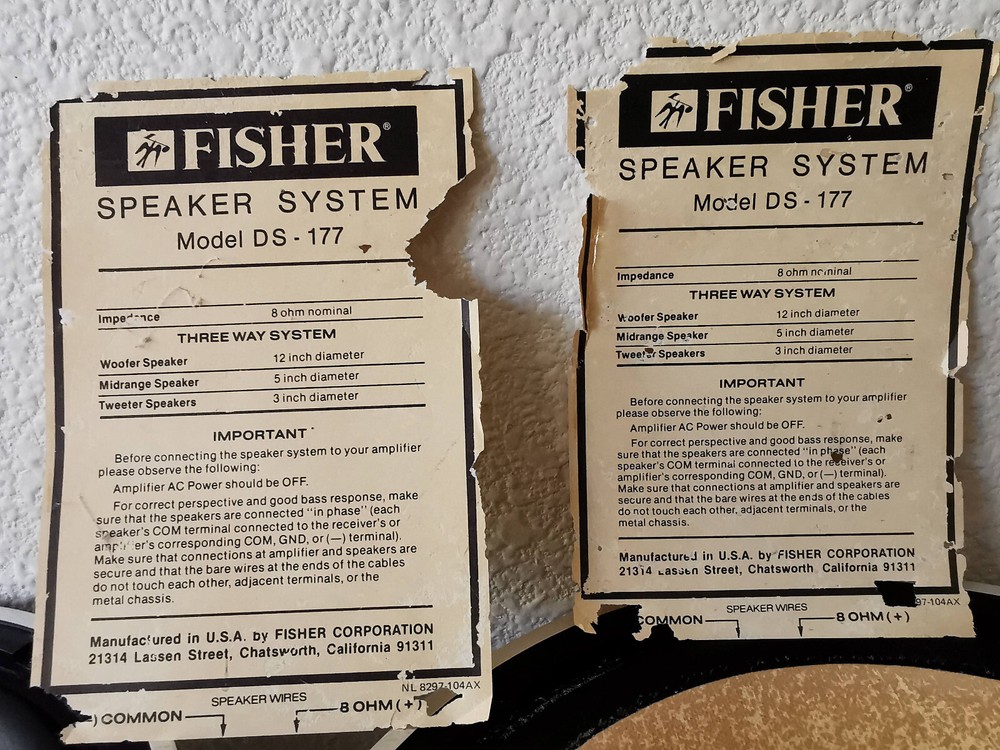 FISHER®
SPEAKER SYSTEM
Model DS - 177
Impedance 8 ohm nominal
THREE WAY SYSTEM
Woofer Speaker 12 inch diameter
Midrange Speaker 5 inch diameter
Tweeter Speakers 3 inch diameter
IMPORTANT
Before connecting the speaker system to your amplifier
please observe the following:
Amplifier AC Power should be OFF.
For correct perspective and good bass response, make
sure that the speakers are connected "in phase" (each
speaker's COM terminal connected to the receiver's or
amplifier's corresponding COM, GND, or (—) terminal).
Make sure that connections at amplifier and speakers are
secure and that the bare wires at the ends of the cables
do not touch each other, adjacent terminals, or the
metal chassis.
Manufactured in U.S.A. by FISHER CORPORATION
21314 Lassen Street, Chatsworth, California 91311
NL 8297-104AX
SPEAKER WIRES
) COMMON 8 OHM (+)
FISHER®
SPEAKER SYSTEM
Model DS - 177
Impedance 8 ohm nominal
THREE WAY SYSTEM
Woofer Speaker 12 inch diameter
Midrange Speaker 5 inch diameter
Tweeter Speakers 3 inch diameter
IMPORTANT
Before connecting the speaker system to your amplifier
please observe the following:
Amplifier AC Power should be OFF.
For correct perspective and good bass response, make
sure that the speakers are connected "in phase" (each
speaker's COM terminal connected to the receiver's or
amplifier's corresponding COM, GND, or (—) terminal).
Make sure that connections at amplifier and speakers are
secure and that the bare wires at the ends of the cables
do not touch each other, adjacent terminals, or the
metal chassis.
Manufactured in U.S.A. by FISHER CORPORATION
21314 Lassen Street, Chatsworth, California 91311
97-104AX
SPEAKER WIRES
COMMON 8 OHM (+)